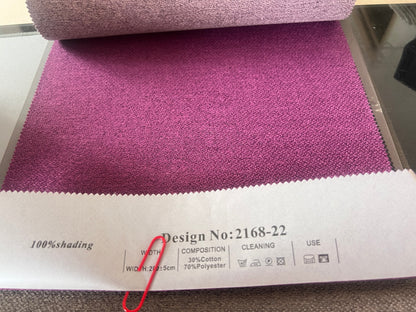 Design No:2168-22
100%shading
WIDTH COMPOSITION CLEANING USE
30%Cotton
70%Polyester